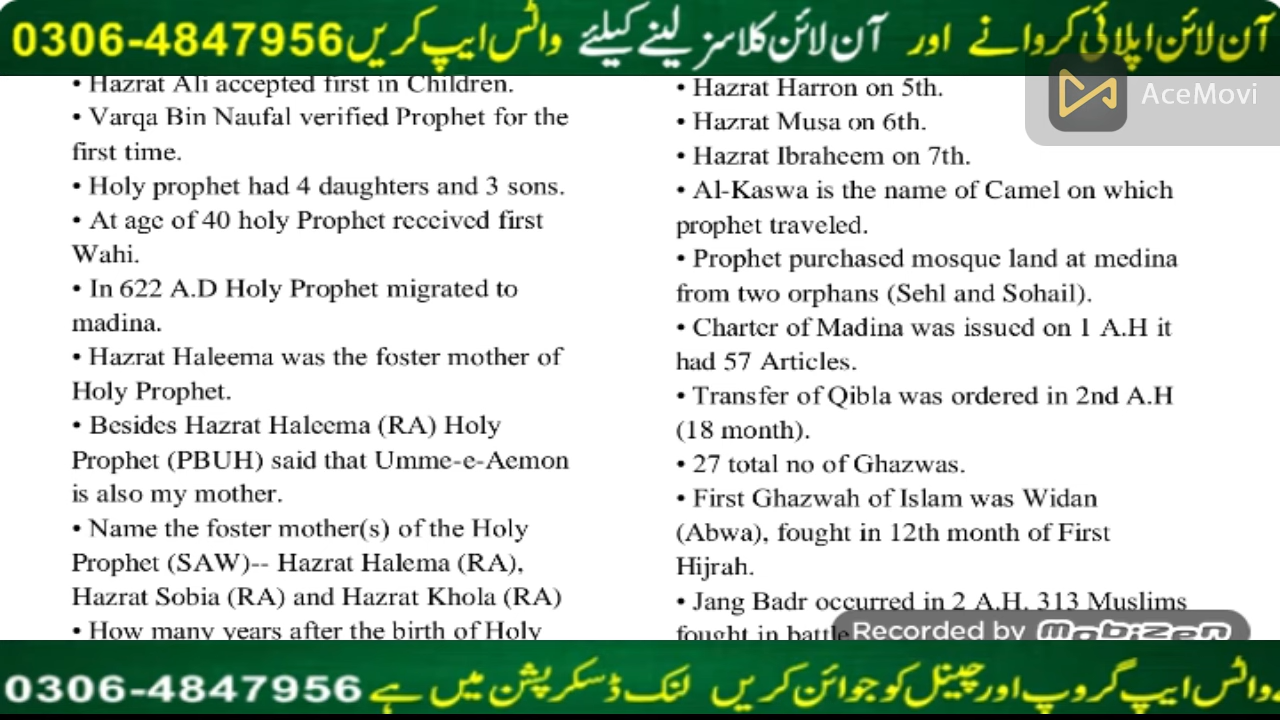 آن لائن اپلائی کروانے اور آن لائن کلاسز لینے کیلئے واٹس ایپ کریں 0306-4847956
AceMovi
• Hazrat Ali accepted first in Children.
• Varqa Bin Naufal verified Prophet for the
first time.
• Holy prophet had 4 daughters and 3 sons.
• At age of 40 holy Prophet received first
Wahi.
• In 622 A.D Holy Prophet migrated to
madina.
• Hazrat Haleema was the foster mother of
Holy Prophet.
• Besides Hazrat Haleema (RA) Holy
Prophet (PBUH) said that Umme-e-Aemon
is also my mother.
• Name the foster mother(s) of the Holy
Prophet (SAW)-- Hazrat Halema (RA),
Hazrat Sobia (RA) and Hazrat Khola (RA)
• How many years after the birth of Holy
• Hazrat Harron on 5th.
• Hazrat Musa on 6th.
• Hazrat Ibraheem on 7th.
• Al-Kaswa is the name of Camel on which
prophet traveled.
• Prophet purchased mosque land at medina
from two orphans (Sehl and Sohail).
• Charter of Madina was issued on 1 A.H it
had 57 Articles.
• Transfer of Qibla was ordered in 2nd A.H
(18 month).
• 27 total no of Ghazwas.
• First Ghazwah of Islam was Widan
(Abwa), fought in 12th month of First
Hijrah.
• Jang Badr occurred in 2 A.H. 313 Muslims
fought in battle
Recorded by Mobizen
واٹس ایپ گروپ اور چینل کو جوائن کریں لنک ڈسکرپشن میں ہے 0306-4847956